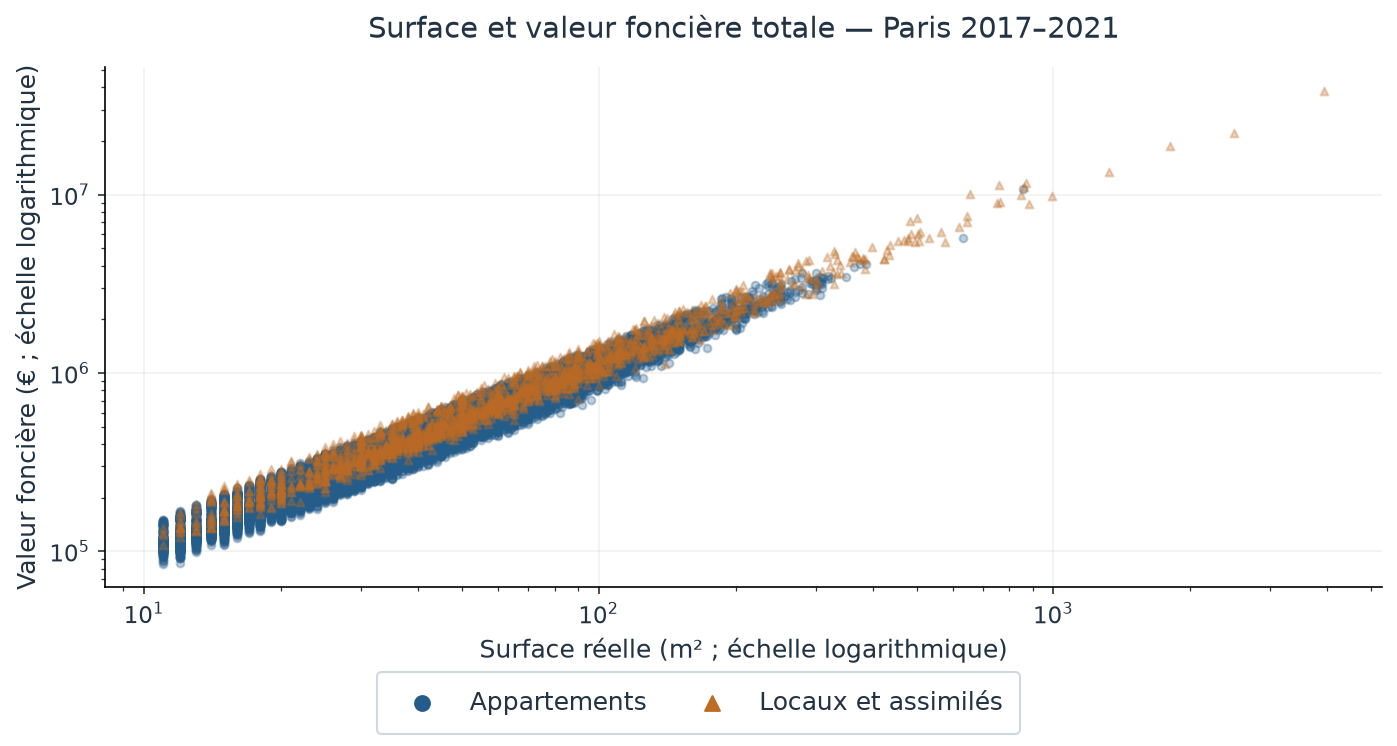 Surface et valeur foncière totale — Paris 2017–2021
Valeur foncière (€ ; échelle logarithmique)
10⁷
10⁶
10⁵
10¹
10²
10³
Surface réelle (m² ; échelle logarithmique)
Appartements
Locaux et assimilés